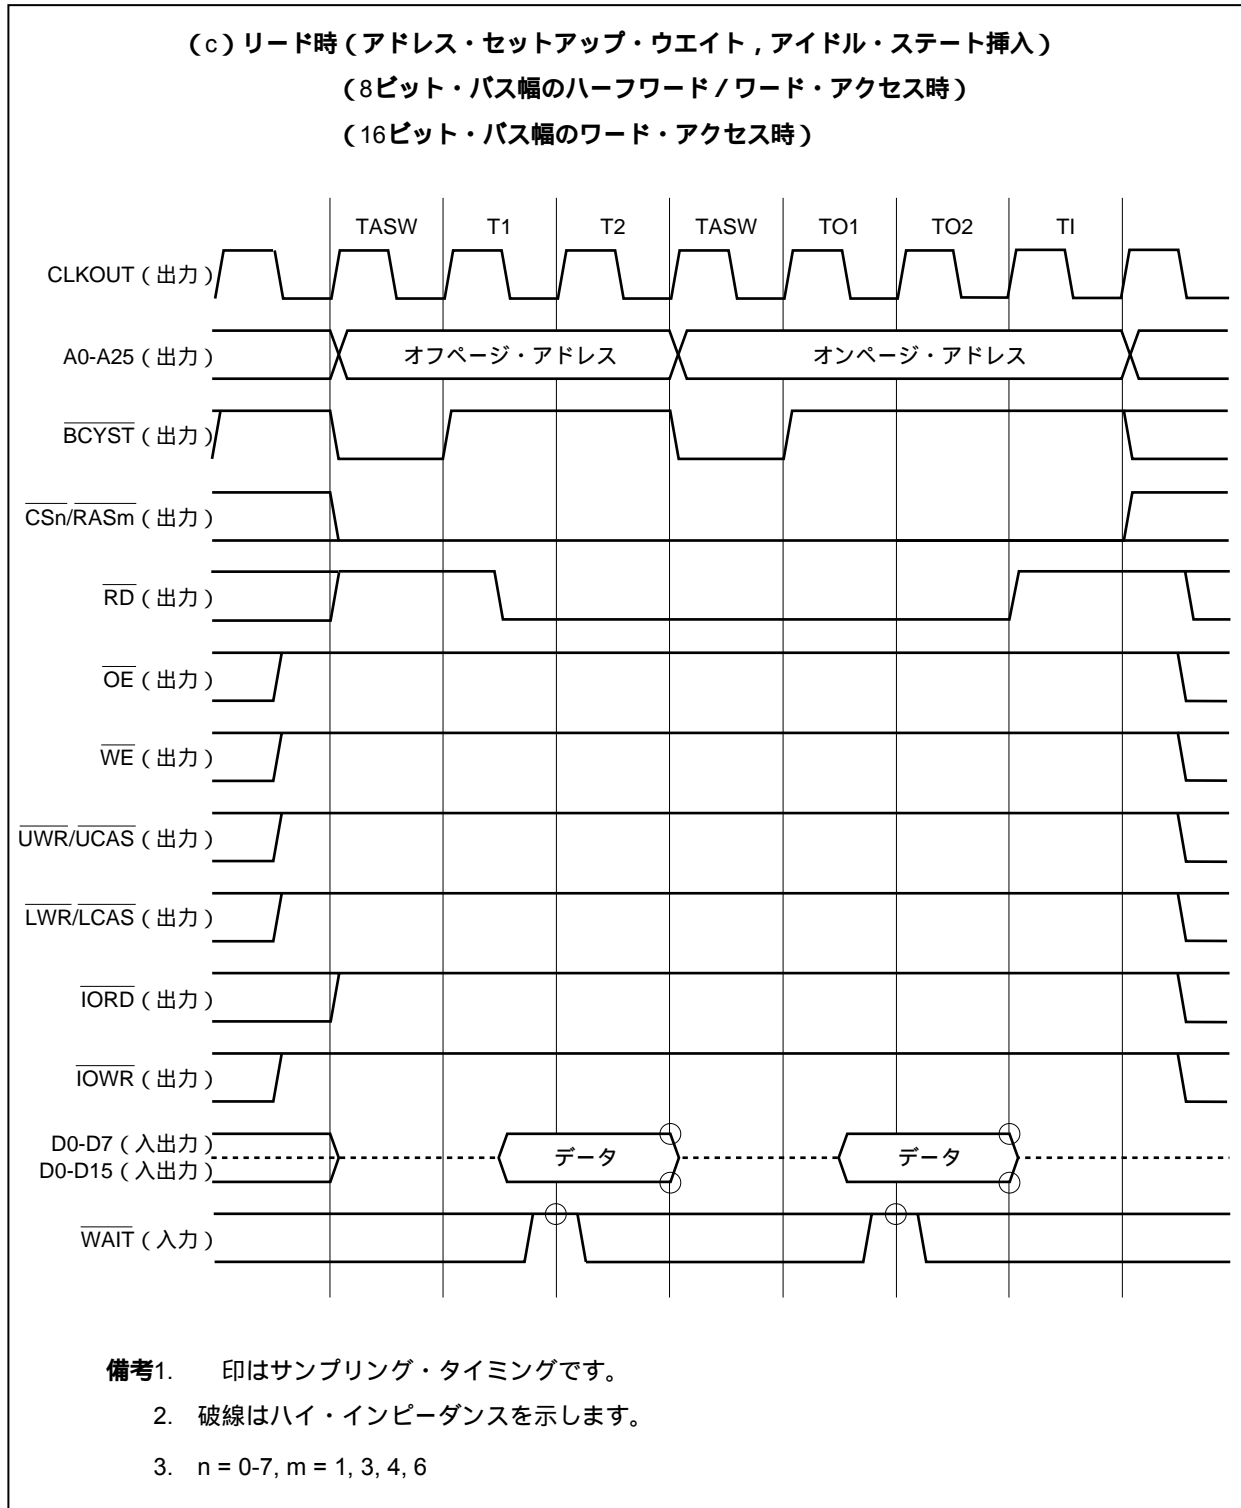 （c）リード時（アドレス・セットアップ・ウエイト，アイドル・ステート挿入）
（8ビット・バス幅のハーフワード／ワード・アクセス時）
（16ビット・バス幅のワード・アクセス時）
TASW T1 T2 TASW TO1 TO2 TI
CLKOUT（出力）
A0-A25（出力） オフページ・アドレス オンページ・アドレス
BCYST（出力）
CSn/RASm（出力）
RD（出力）
OE（出力）
WE（出力）
UWR/UCAS（出力）
LWR/LCAS（出力）
IORD（出力）
IOWR（出力）
D0-D7（入出力）
データ データ
D0-D15（入出力）
WAIT（入力）
備考1. 印はサンプリング・タイミングです。
2. 破線はハイ・インピーダンスを示します。
3. n = 0-7, m = 1, 3, 4, 6